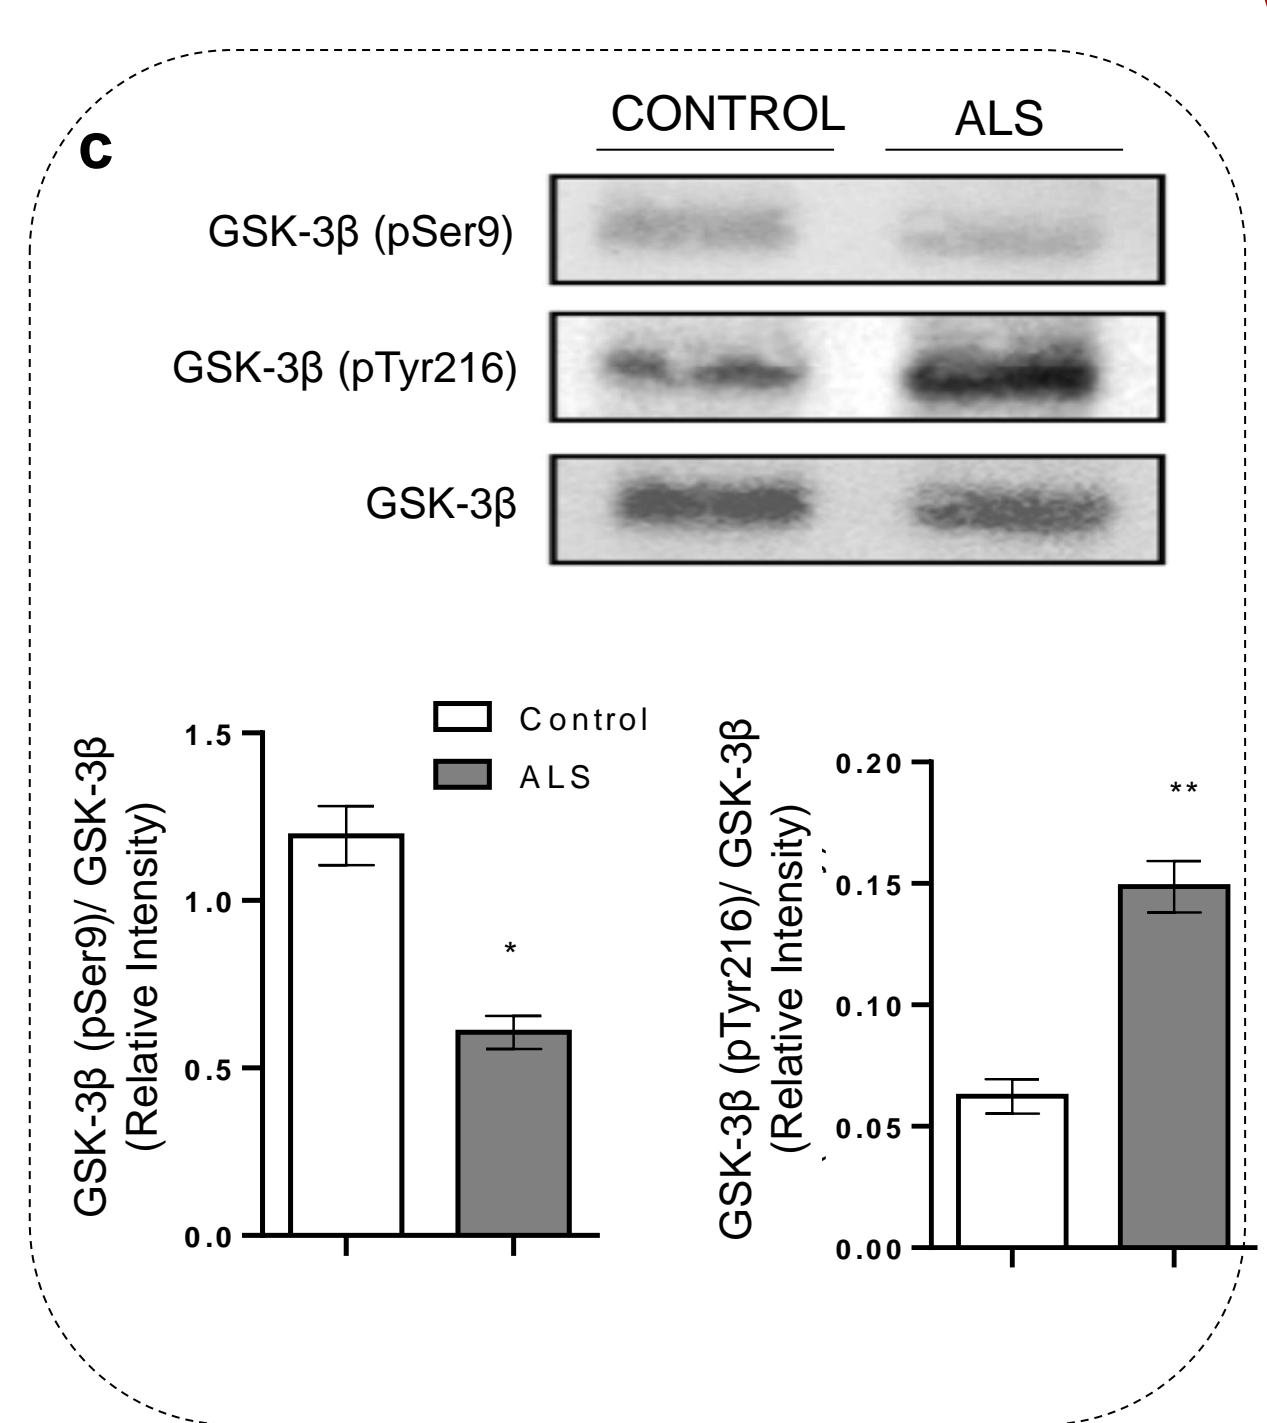 c
CONTROL ALS
GSK-3β (pSer9)
GSK-3β (pTyr216)
GSK-3β
GSK-3β (pSer9)/ GSK-3β
(Relative Intensity)
1.5
1.0
0.5
0.0
*
Control
ALS
GSK-3β (pTyr216)/ GSK-3β
(Relative Intensity)
0.20
0.15
0.10
0.05
0.00
**